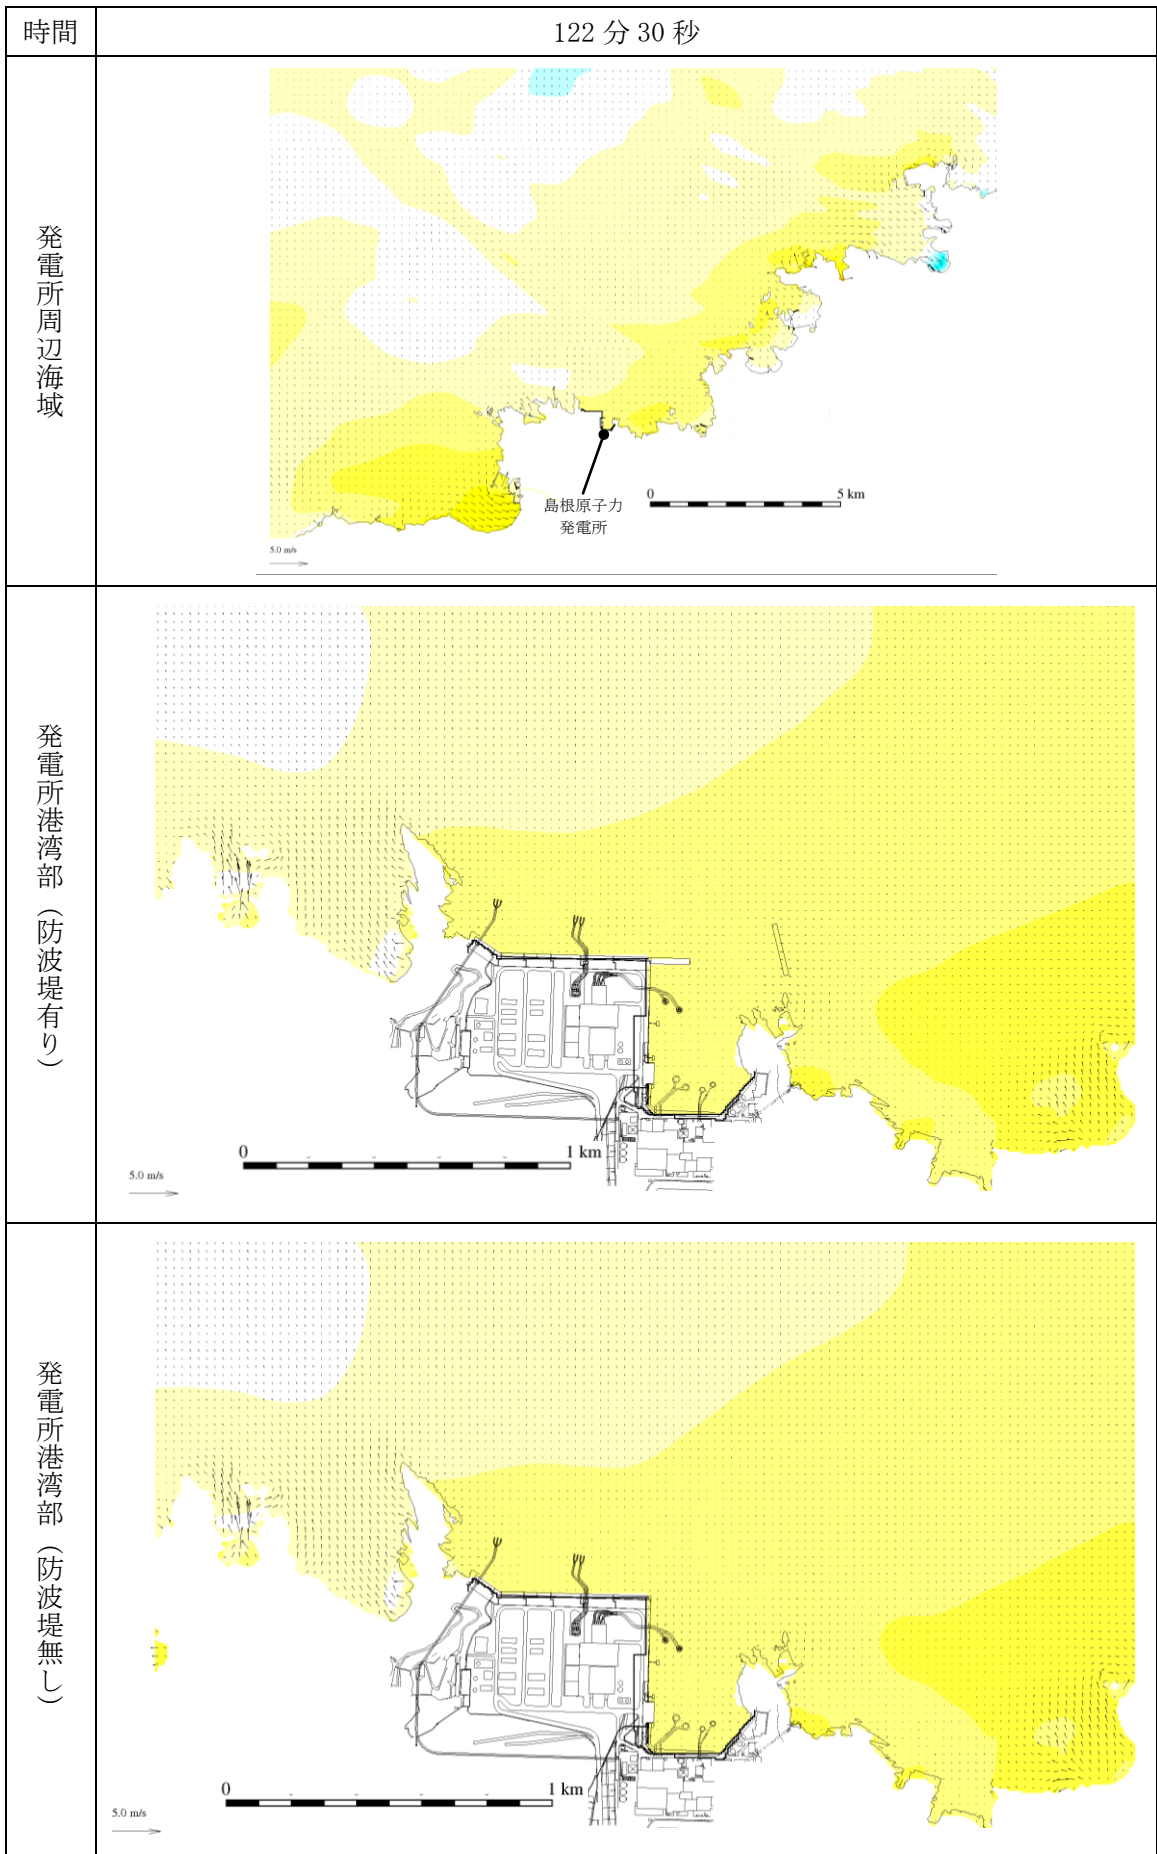 時間
122 分 30 秒
発電所周辺海域
島根原子力
発電所
0
5 km
5.0 m/s
発電所港湾部（防波堤有り）
0
1 km
5.0 m/s
発電所港湾部（防波堤無し）
0
1 km
5.0 m/s